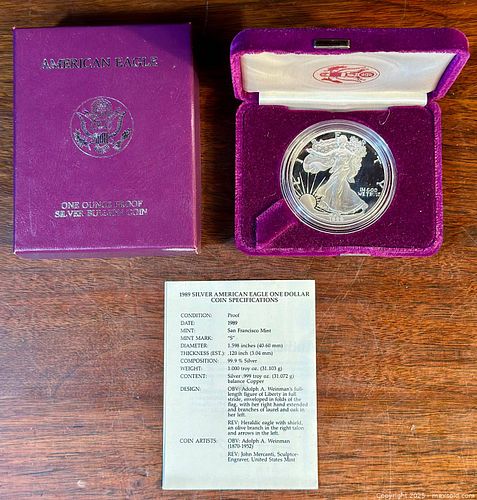 AMERICAN EAGLE
ONE OUNCE PROOF
SILVER BULLION COIN
IN GOD
WE TRUST
1989 SILVER AMERICAN EAGLE ONE DOLLAR
COIN SPECIFICATIONS
CONDITION: Proof
DATE: 1989
MINT: San Francisco Mint
MINT MARK: "S"
DIAMETER: 1.598 inches (40.60 mm)
THICKNESS (EST.): .120 inch (3.04 mm)
COMPOSITION: 99.9 % Silver
WEIGHT: 1.000 troy oz. (31.103 g)
CONTENT: Silver .999 troy oz. (31.072 g)
balance Copper
DESIGN: OBV: Adolph A. Weinman's full-
length figure of Liberty in full
stride, enveloped in folds of the
flag, with her right hand extended
and branches of laurel and oak in
her left.
REV: Heraldic eagle with shield,
an olive branch in the right talon
and arrows in the left.
COIN ARTISTS: OBV: Adolph A. Weinman
(1870-1952)
REV: John Mercanti, Sculptor-
Engraver, United States Mint
Copyright 2025 - maxsold.com